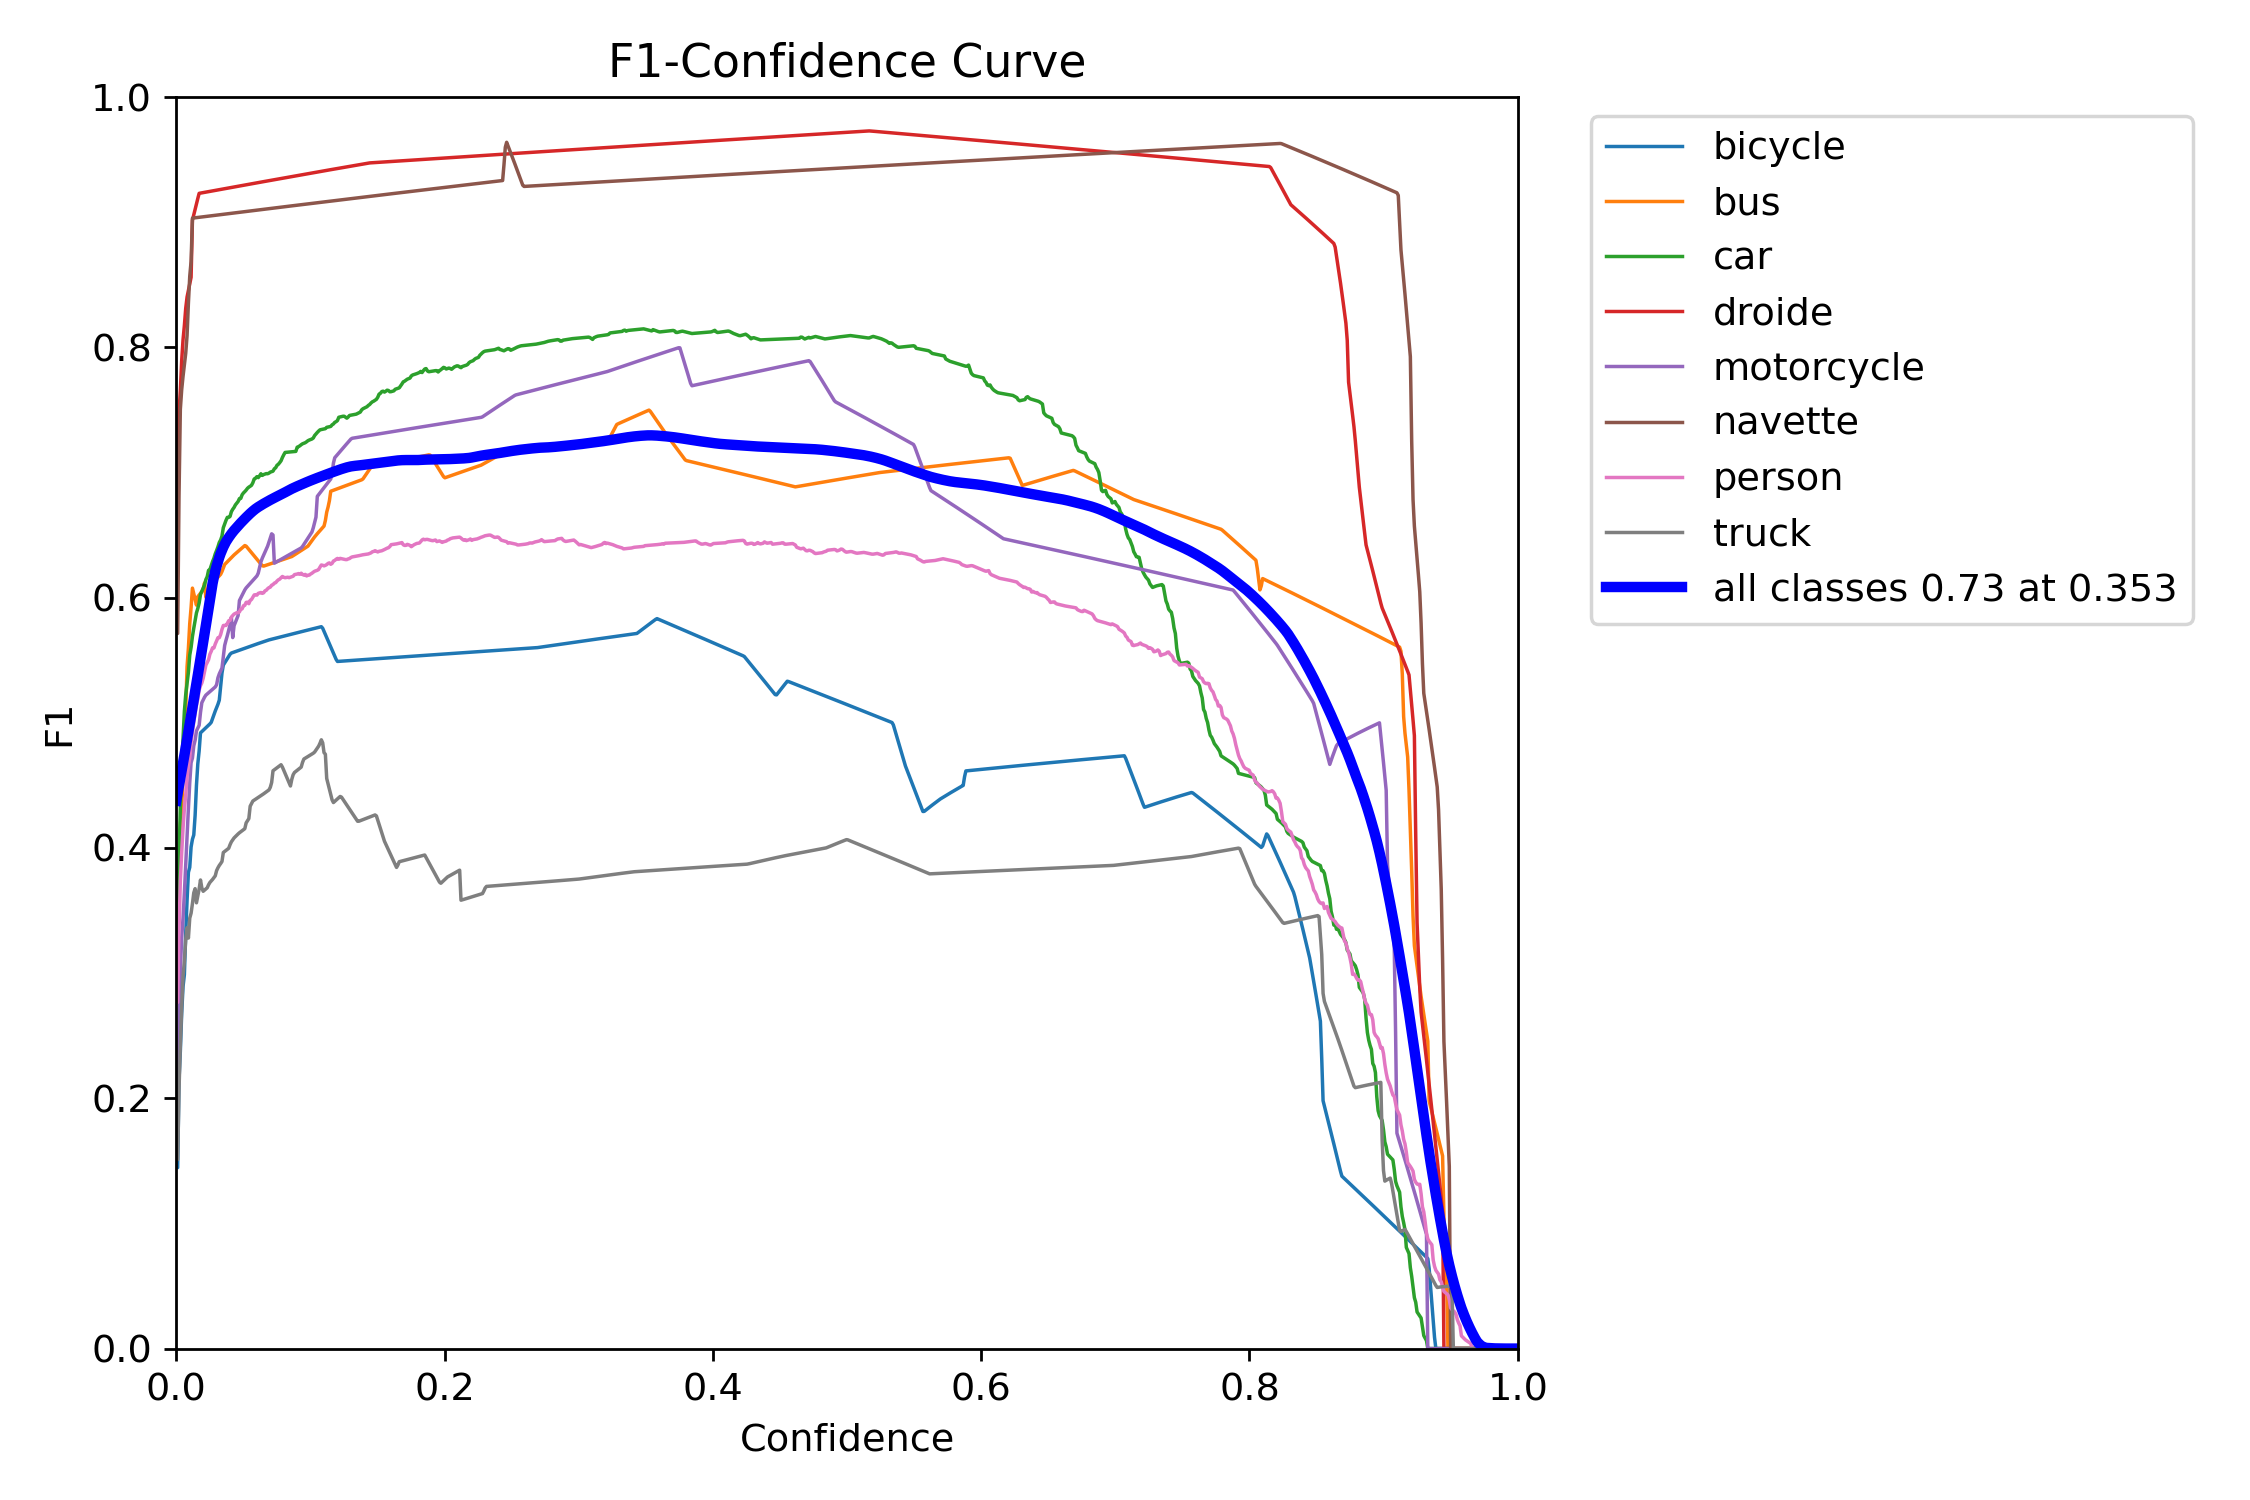 F1-Confidence Curve
1.0
0.8
0.6
0.4
0.2
0.0
F1
0.0 0.2 0.4 0.6 0.8 1.0
Confidence
bicycle
bus
car
droide
motorcycle
navette
person
truck
all classes 0.73 at 0.353